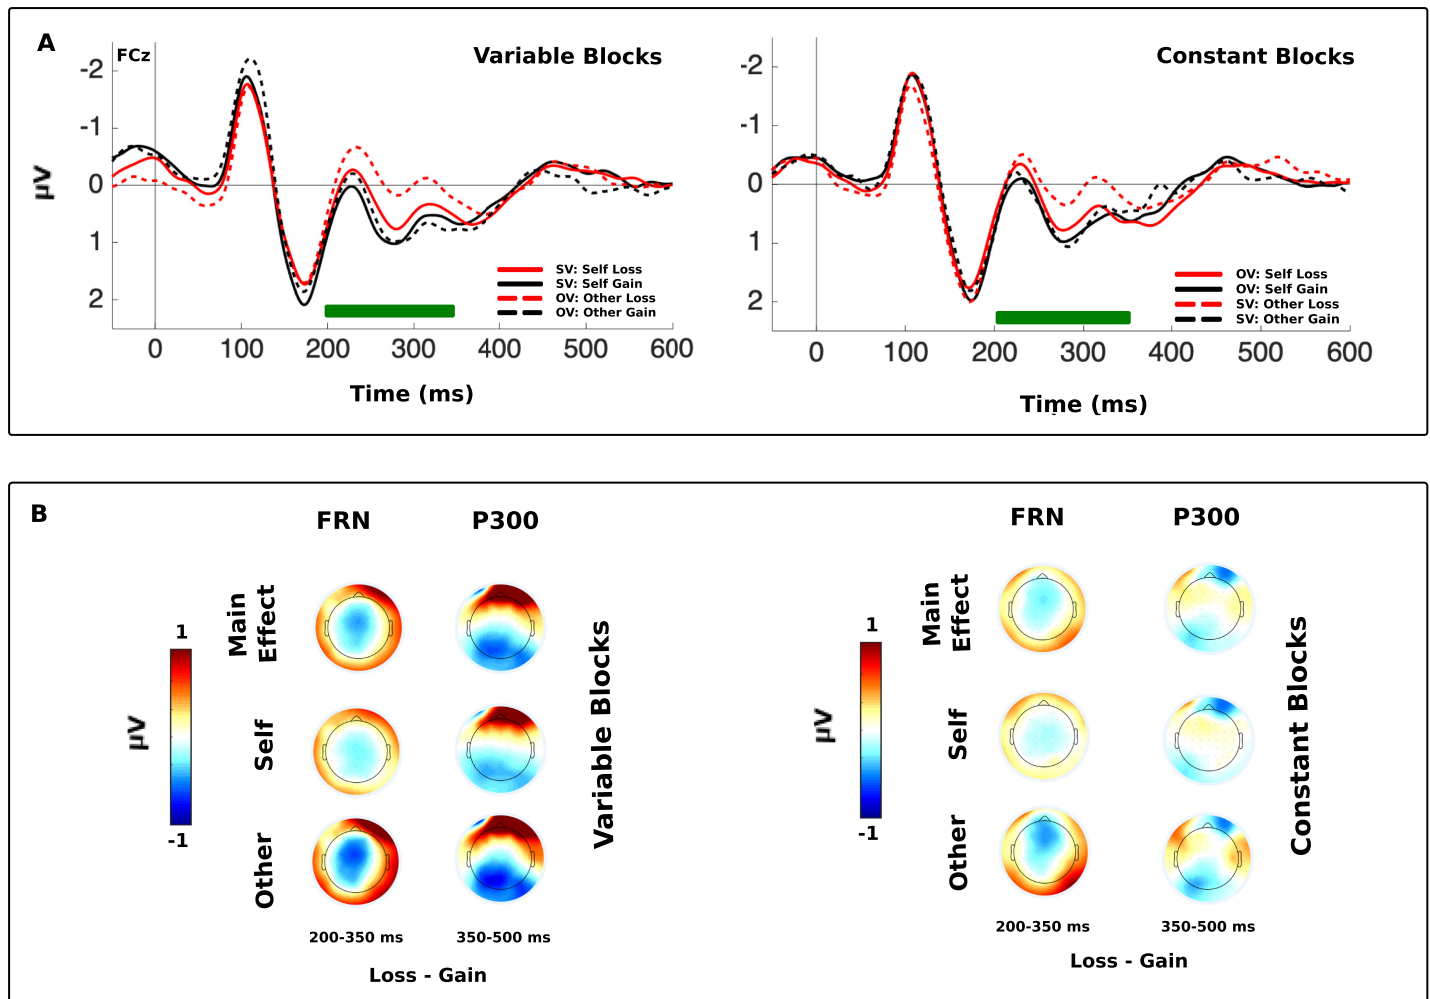 A
FCz
Variable Blocks
Constant Blocks
-2
-1
0
1
2
µV
SV: Self Loss
SV: Self Gain
OV: Other Loss
OV: Other Gain
0 100 200 300 400 500 600
Time (ms)
-2
-1
0
1
2
OV: Self Loss
OV: Self Gain
SV: Other Loss
SV: Other Gain
0 100 200 300 400 500 600
Time (ms)
B
FRN P300
Main
Effect
Self
Other
1
-1
µV
Variable Blocks
200-350 ms 350-500 ms
Loss - Gain
FRN P300
Main
Effect
Self
Other
1
-1
µV
Constant Blocks
200-350 ms 350-500 ms
Loss - Gain